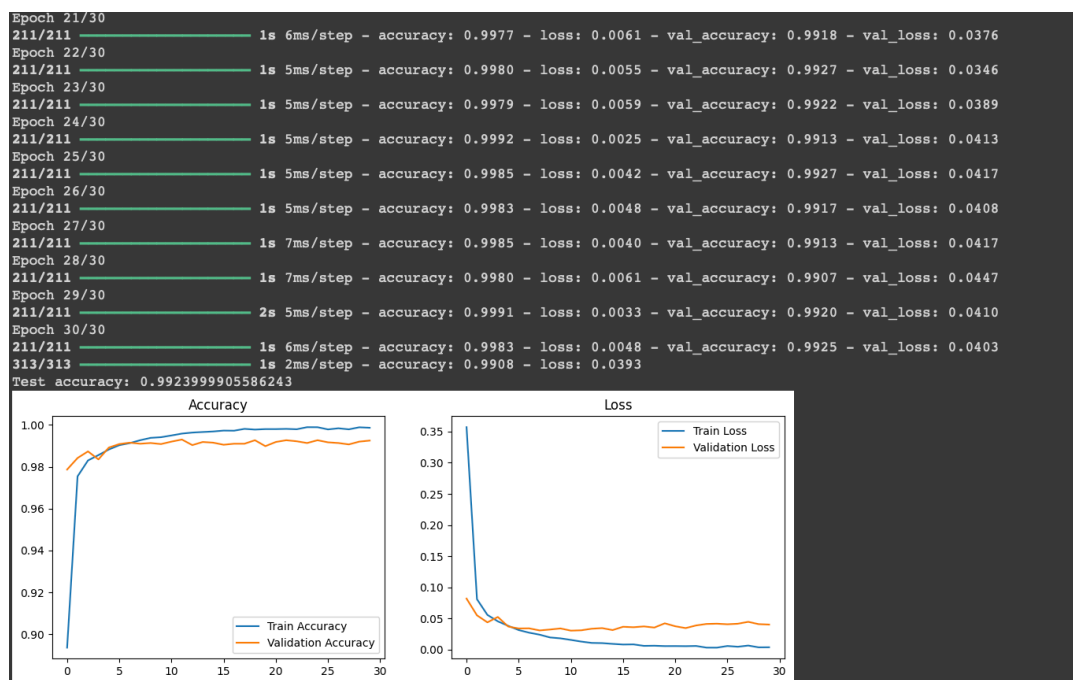 Epoch 21/30
211/211 ━━━━━━━━━━━━━━━━━━━━ 1s 6ms/step - accuracy: 0.9977 - loss: 0.0061 - val_accuracy: 0.9918 - val_loss: 0.0376
Epoch 22/30
211/211 ━━━━━━━━━━━━━━━━━━━━ 1s 5ms/step - accuracy: 0.9980 - loss: 0.0055 - val_accuracy: 0.9927 - val_loss: 0.0346
Epoch 23/30
211/211 ━━━━━━━━━━━━━━━━━━━━ 1s 5ms/step - accuracy: 0.9979 - loss: 0.0059 - val_accuracy: 0.9922 - val_loss: 0.0389
Epoch 24/30
211/211 ━━━━━━━━━━━━━━━━━━━━ 1s 5ms/step - accuracy: 0.9992 - loss: 0.0025 - val_accuracy: 0.9913 - val_loss: 0.0413
Epoch 25/30
211/211 ━━━━━━━━━━━━━━━━━━━━ 1s 5ms/step - accuracy: 0.9985 - loss: 0.0042 - val_accuracy: 0.9927 - val_loss: 0.0417
Epoch 26/30
211/211 ━━━━━━━━━━━━━━━━━━━━ 1s 5ms/step - accuracy: 0.9983 - loss: 0.0048 - val_accuracy: 0.9917 - val_loss: 0.0408
Epoch 27/30
211/211 ━━━━━━━━━━━━━━━━━━━━ 1s 7ms/step - accuracy: 0.9985 - loss: 0.0040 - val_accuracy: 0.9913 - val_loss: 0.0417
Epoch 28/30
211/211 ━━━━━━━━━━━━━━━━━━━━ 1s 7ms/step - accuracy: 0.9980 - loss: 0.0061 - val_accuracy: 0.9907 - val_loss: 0.0447
Epoch 29/30
211/211 ━━━━━━━━━━━━━━━━━━━━ 2s 5ms/step - accuracy: 0.9991 - loss: 0.0033 - val_accuracy: 0.9920 - val_loss: 0.0410
Epoch 30/30
211/211 ━━━━━━━━━━━━━━━━━━━━ 1s 6ms/step - accuracy: 0.9983 - loss: 0.0048 - val_accuracy: 0.9925 - val_loss: 0.0403
313/313 ━━━━━━━━━━━━━━━━━━━━ 1s 2ms/step - accuracy: 0.9908 - loss: 0.0393
Test accuracy: 0.9923999905586243
Accuracy
1.00
0.98
0.96
0.94
0.92
0.90
Train Accuracy
Validation Accuracy
0 5 10 15 20 25 30
Loss
0.35
0.30
0.25
0.20
0.15
0.10
0.05
0.00
Train Loss
Validation Loss
0 5 10 15 20 25 30